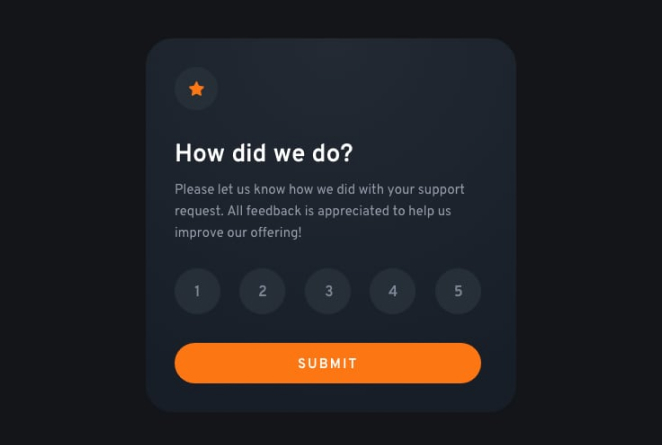 How did we do?
Please let us know how we did with your support
request. All feedback is appreciated to help us
improve our offering!
1 2 3 4 5
SUBMIT